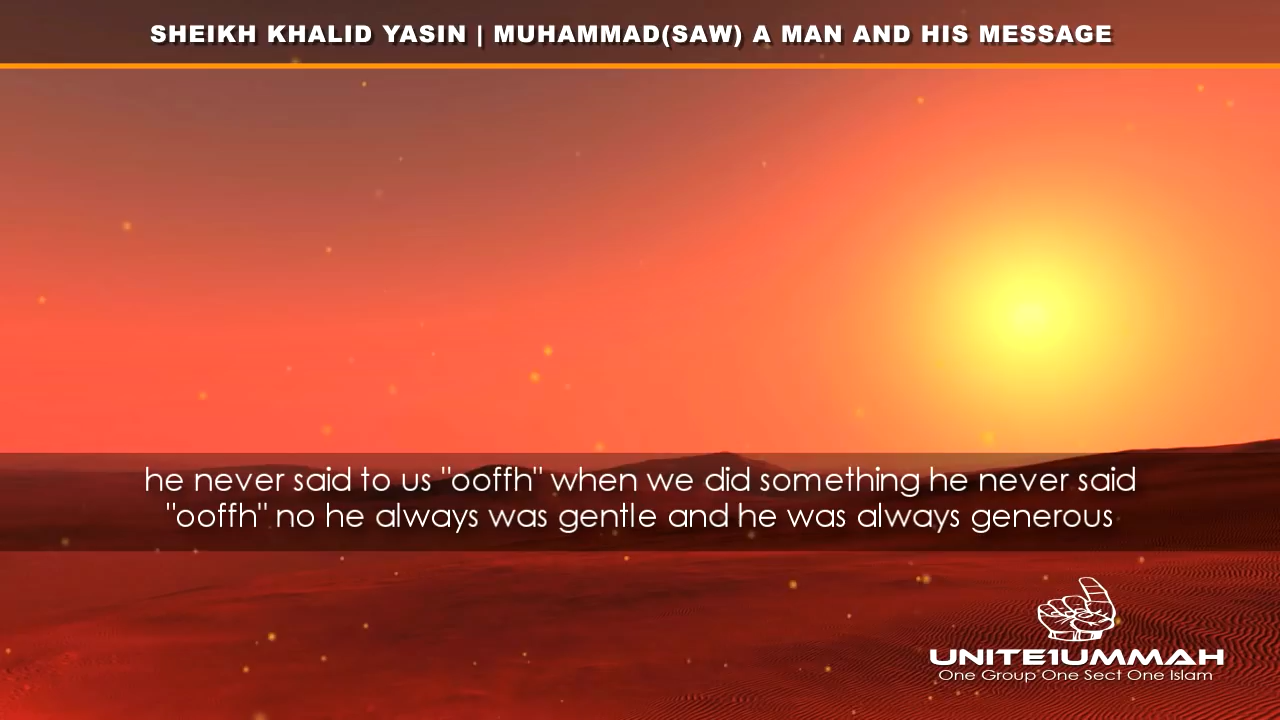 SHEIKH KHALID YASIN | MUHAMMAD(SAW) A MAN AND HIS MESSAGE
he never said to us "ooffh" when we did something he never said
"ooffh" no he always was gentle and he was always generous
UNITE1UMMAH
One Group One Sect One Islam